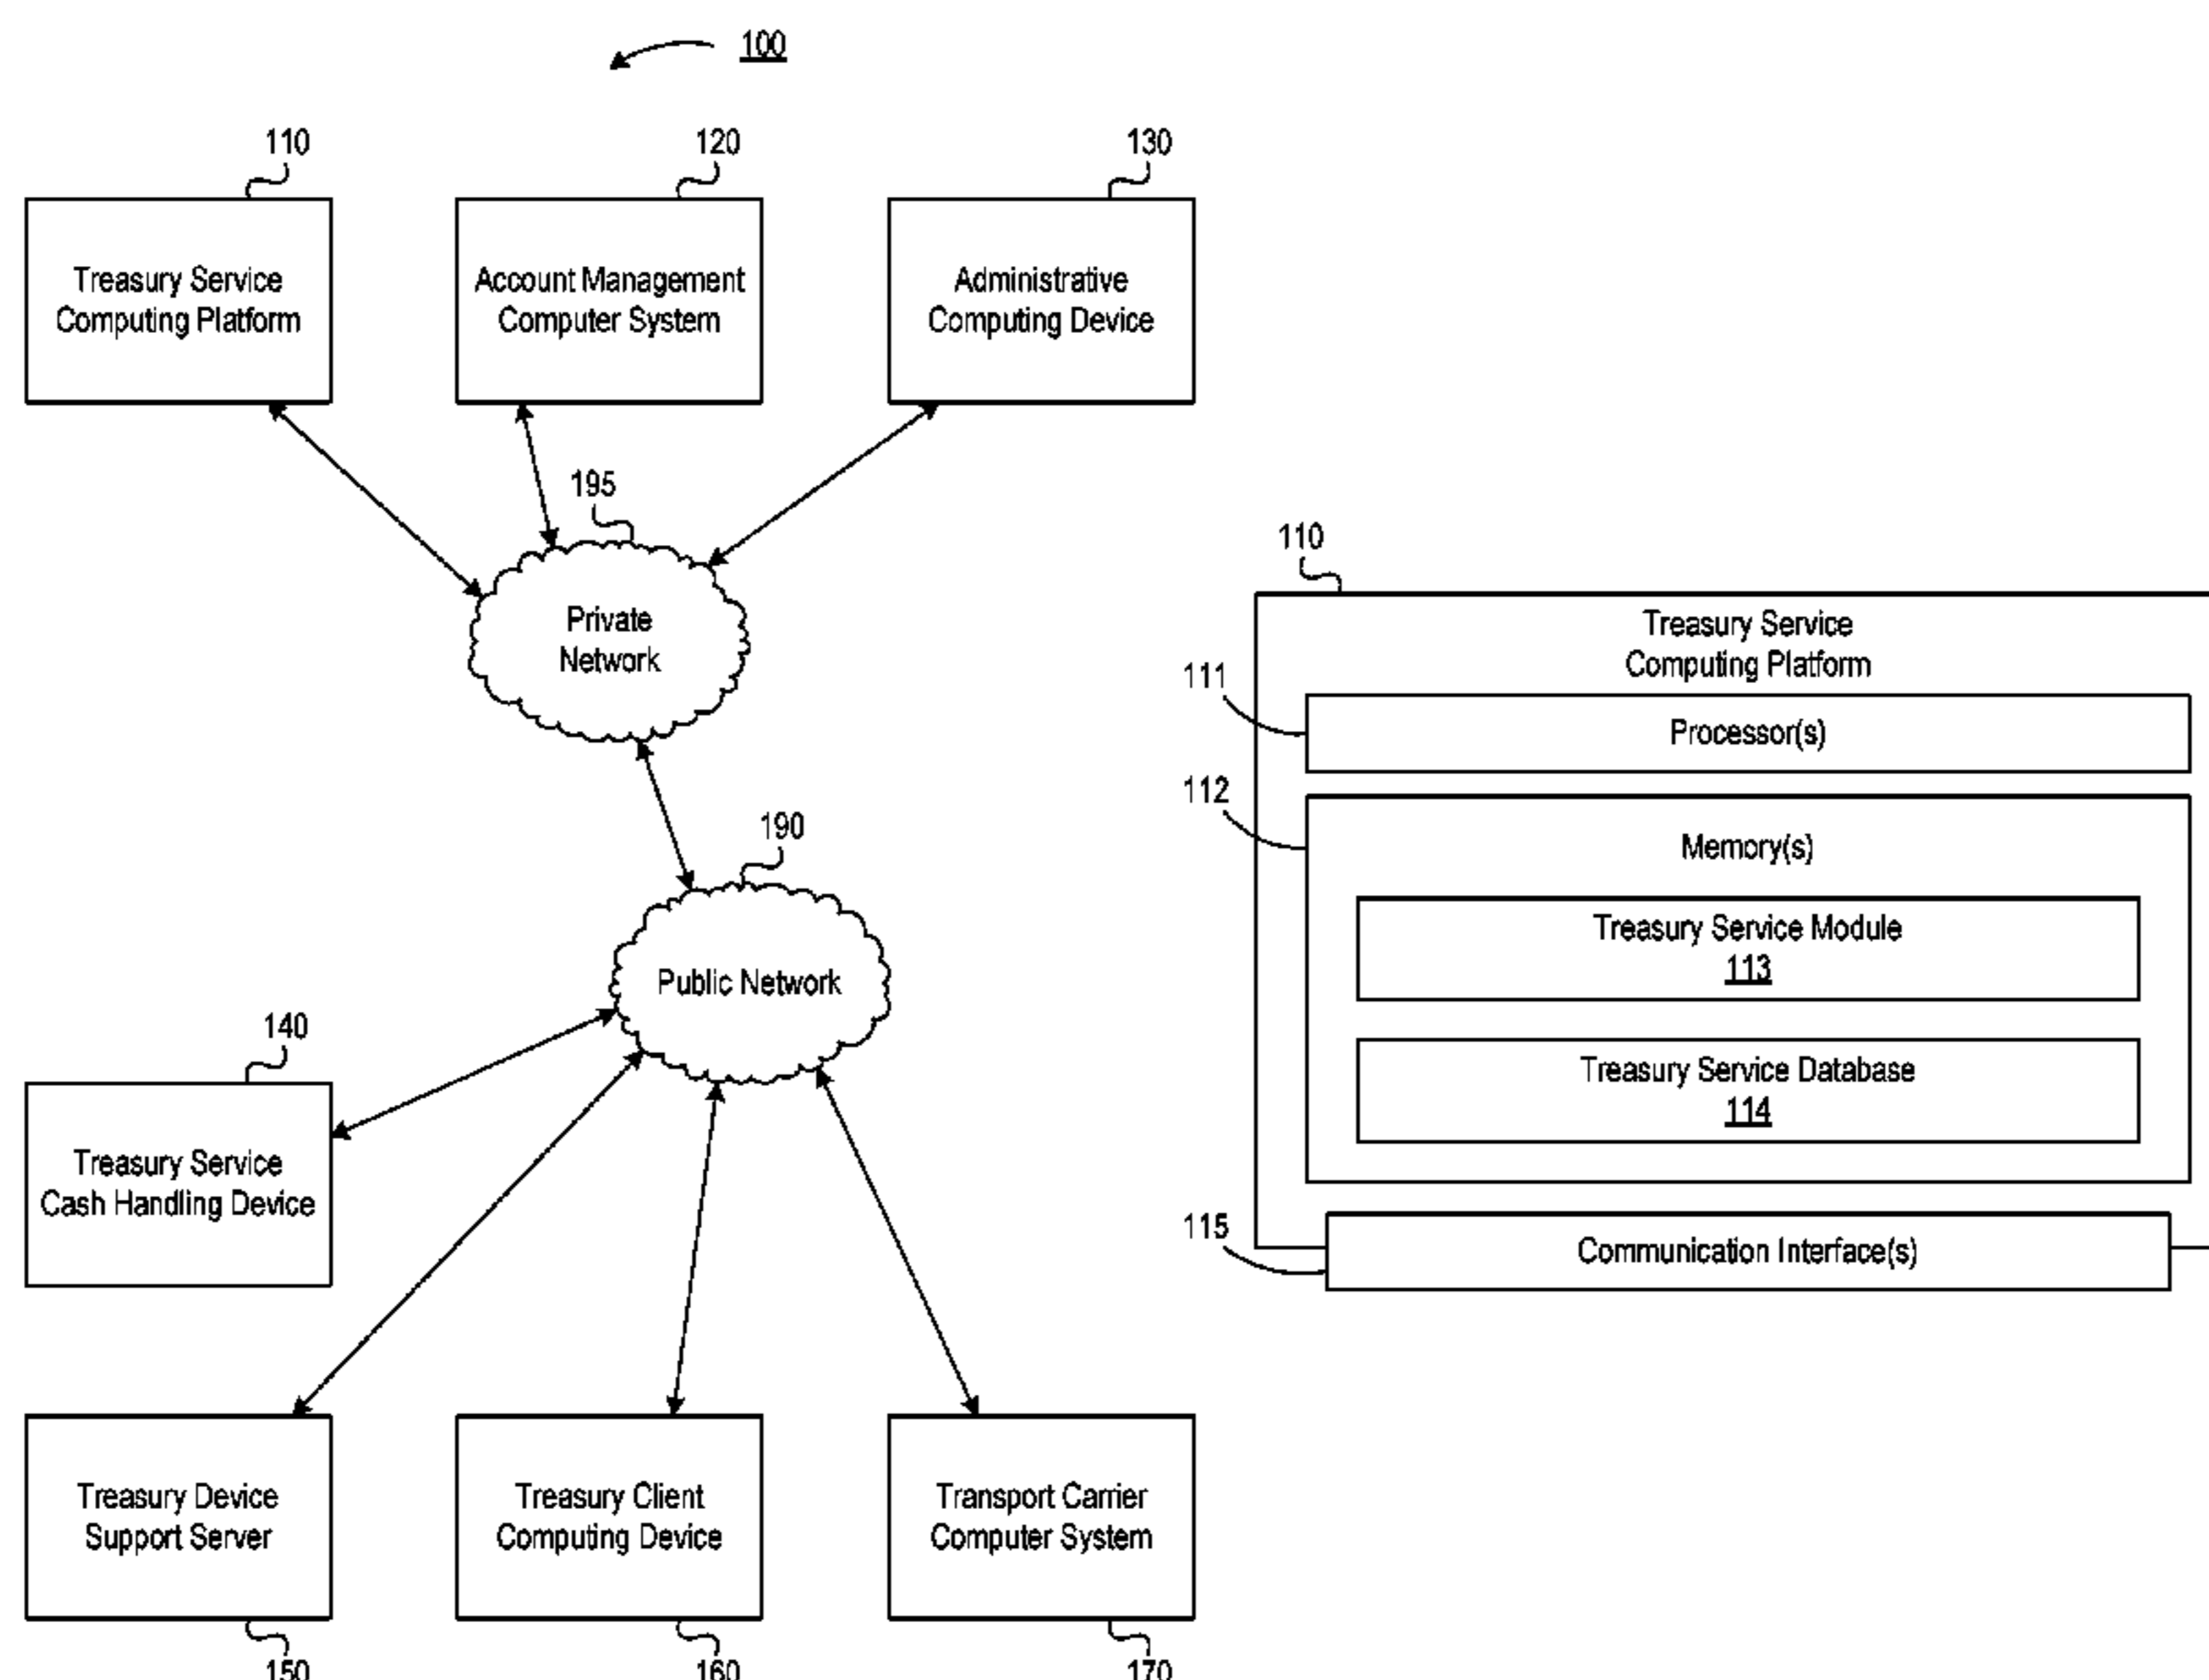 100
110
120
130
Treasury Service
Computing Platform
Account Management
Computer System
Administrative
Computing Device
195
Private
Network
190
Public Network
140
Treasury Service
Cash Handling Device
Treasury Device
Support Server
Treasury Client
Computing Device
Transport Carrier
Computer System
150
160
170
110
Treasury Service
Computing Platform
111
Processor(s)
112
Memory(s)
Treasury Service Module
113
Treasury Service Database
114
115
Communication Interface(s)